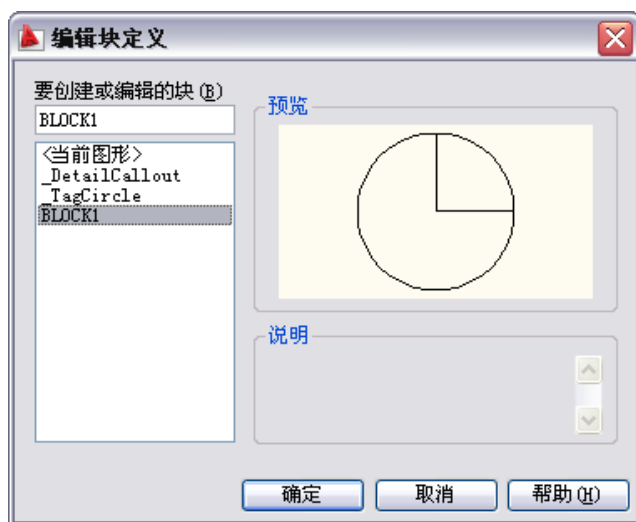 编辑块定义
要创建或编辑的块(B)
BLOCK1
<当前图形>
_DetailCallout
_TagCircle
BLOCK1
预览
说明
确定
取消
帮助(H)